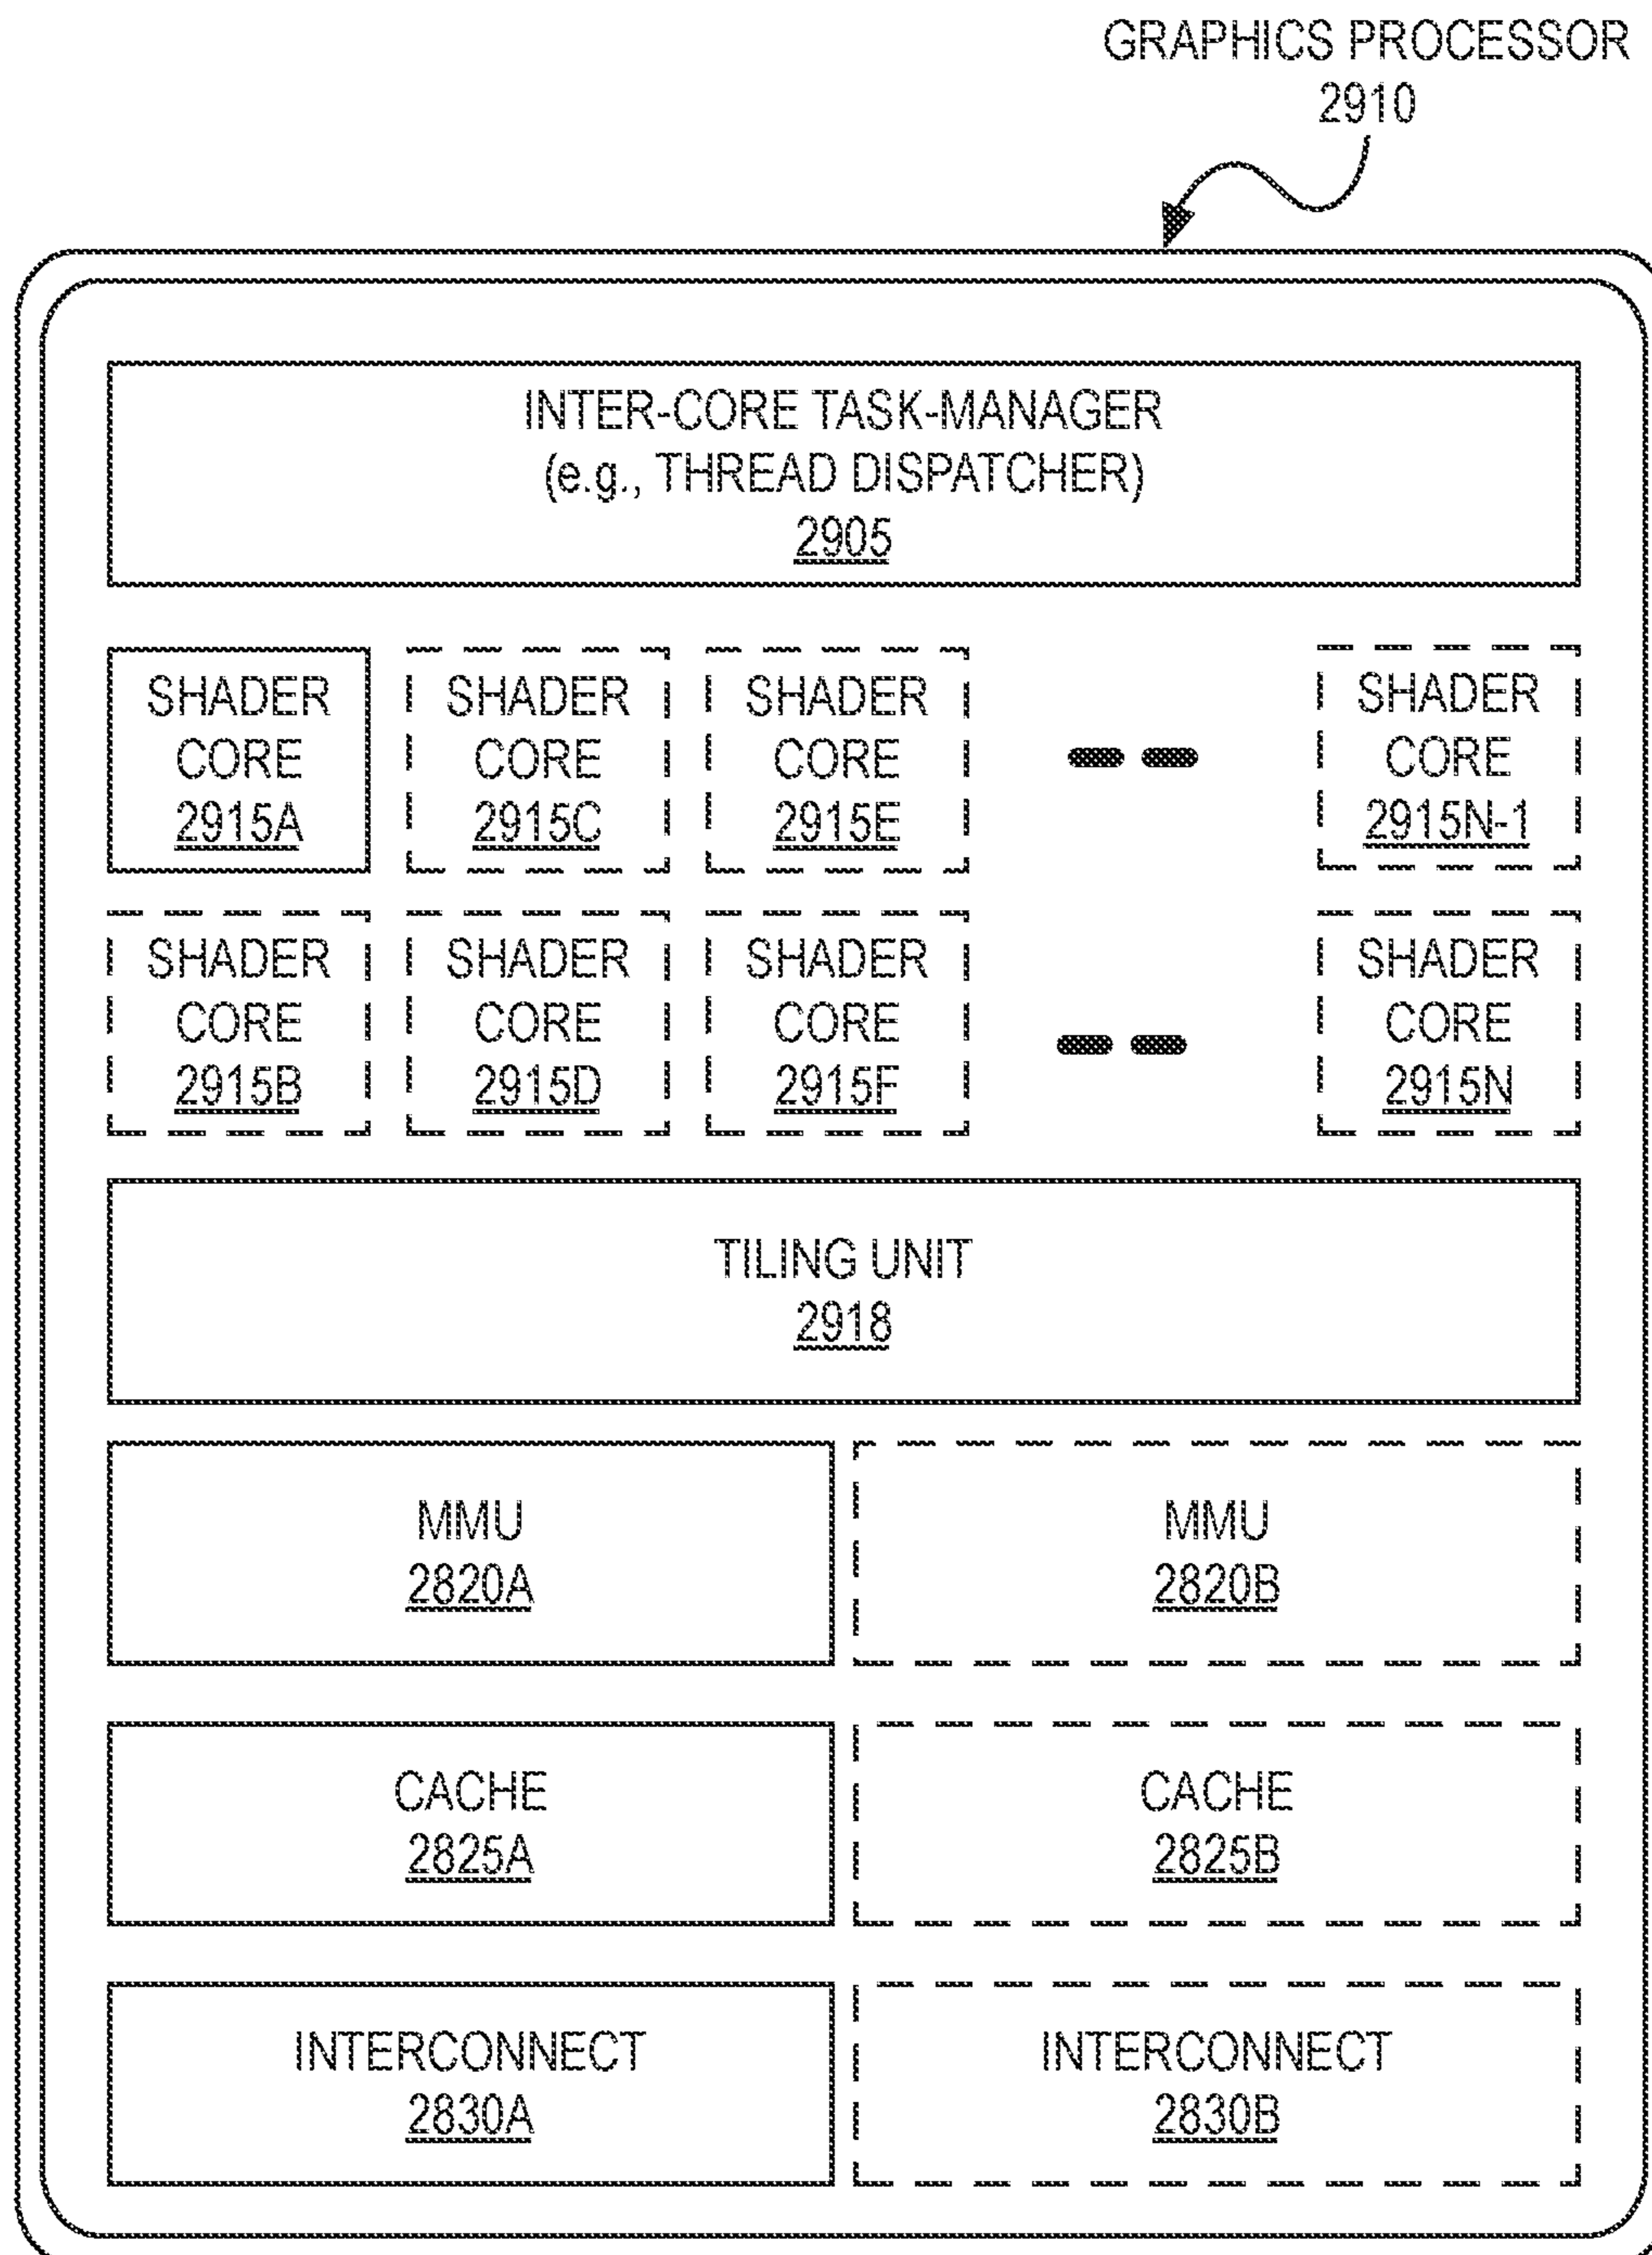 GRAPHICS PROCESSOR
2910
INTER-CORE TASK-MANAGER
(e.g., THREAD DISPATCHER)
2905
SHADER
CORE
2915A
SHADER
CORE
2915C
SHADER
CORE
2915E
SHADER
CORE
2915N-1
SHADER
CORE
2915B
SHADER
CORE
2915D
SHADER
CORE
2915F
SHADER
CORE
2915N
TILING UNIT
2918
MMU
2820A
MMU
2820B
CACHE
2825A
CACHE
2825B
INTERCONNECT
2830A
INTERCONNECT
2830B